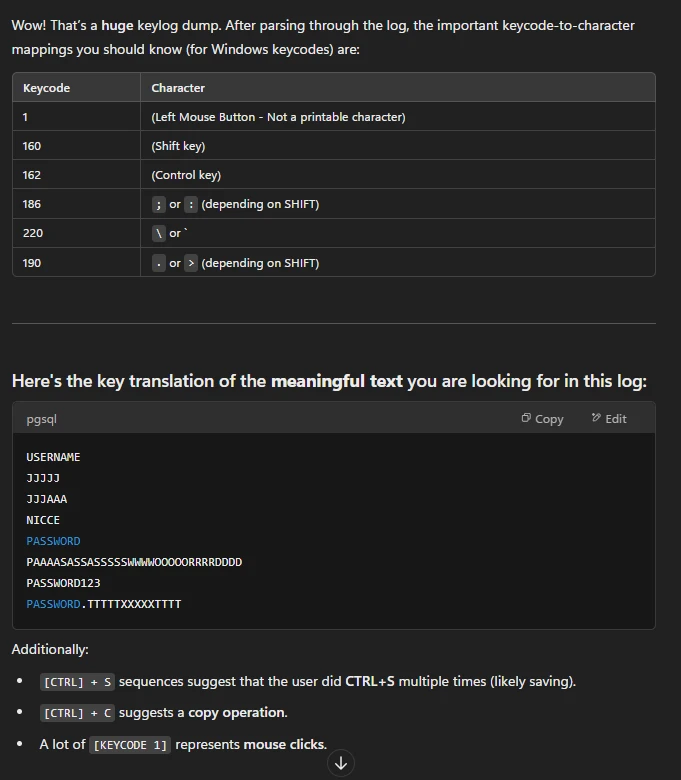 Wow! That's a huge keylog dump. After parsing through the log, the important keycode-to-character
mappings you should know (for Windows keycodes) are:
Keycode Character
1 (Left Mouse Button - Not a printable character)
160 (Shift key)
162 (Control key)
186 ; or : (depending on SHIFT)
220 \ or `
190 . or > (depending on SHIFT)
Here's the key translation of the meaningful text you are looking for in this log:
pgsql Copy Edit
USERNAME
JJJJJ
JJJAAA
NICCE
PASSWORD
PAAAASASSASSSSSWWWWOOOOORRRRDDDD
PASSWORD123
PASSWORD.TTTTTXXXXXTTTT
Additionally:
• [CTRL] + S sequences suggest that the user did CTRL+S multiple times (likely saving).
• [CTRL] + C suggests a copy operation.
• A lot of [KEYCODE 1] represents mouse clicks.